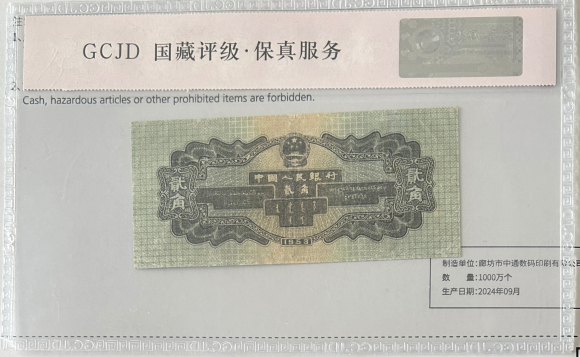 GCJD 国藏评级·保真服务
1、
2、
Cash, hazardous articles or other prohibited items are forbidden.
中國人民銀行
貳角
貳角
貳角
1953
制造单位:廊坊市中通数码印刷有限公司
数 量:1000万个
生产日期:2024年09月